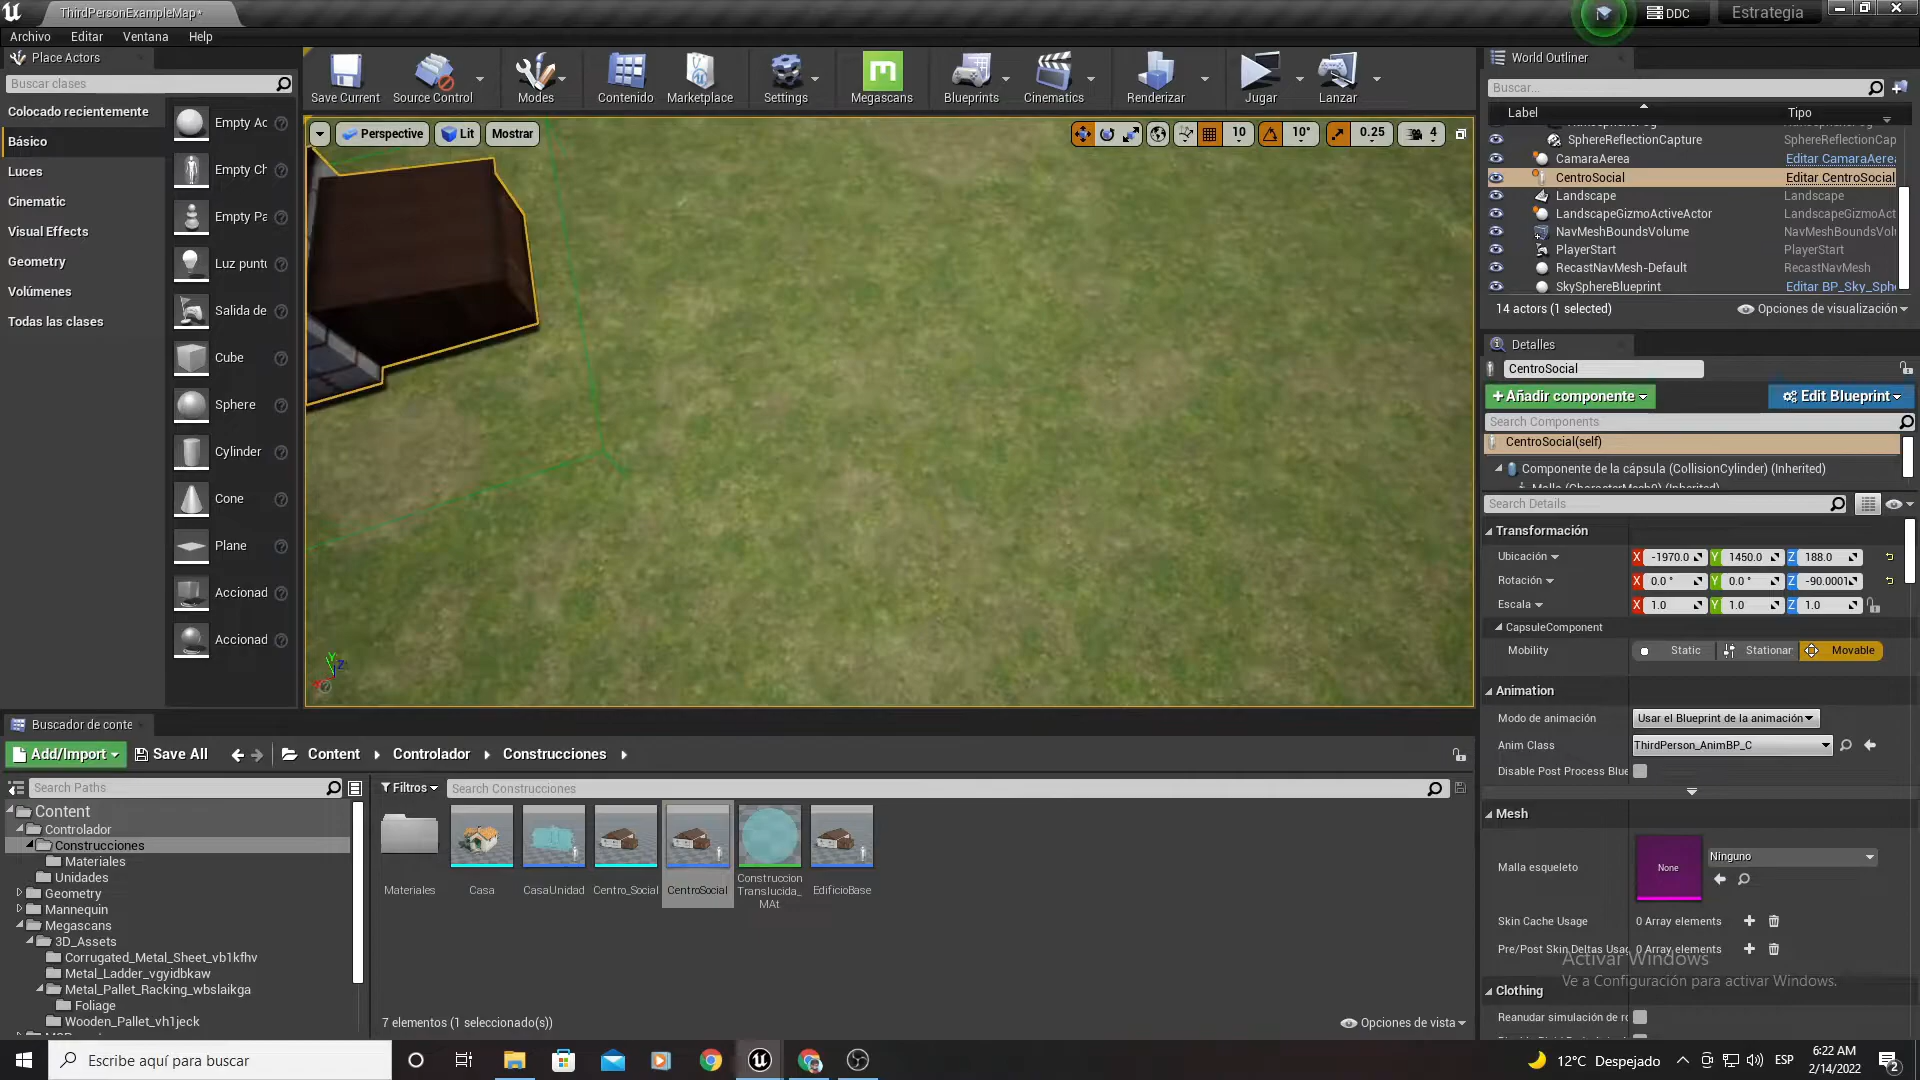 ThirdPersonExampleMap*
DDC
Estrategia
Archivo Editar Ventana Help
Place Actors
Buscar clases
Colocado recientemente
Básico
Luces
Cinematic
Visual Effects
Geometry
Volúmenes
Todas las clases
Empty Ac
Empty Ch
Empty Pa
Luz puntu
Salida de
Cube
Sphere
Cylinder
Cone
Plane
Accionad
Accionad
Save Current Source Control Modes Contenido Marketplace Settings Megascans Blueprints Cinematics Renderizar Jugar Lanzar
Perspective Lit Mostrar
10 10° 0.25 4
World Outliner
Buscar...
Label Tipo
SphereReflectionCapture SphereReflectionCap
CamaraAerea Editar CamaraAerea
CentroSocial Editar CentroSocial
Landscape Landscape
LandscapeGizmoActiveActor LandscapeGizmoAct
NavMeshBoundsVolume NavMeshBoundsVolu
PlayerStart PlayerStart
RecastNavMesh-Default RecastNavMesh
SkySphereBlueprint Editar BP_Sky_Sphe
14 actors (1 selected) Opciones de visualización
Detalles
CentroSocial
+Añadir componente Edit Blueprint
Search Components
CentroSocial(self)
Componente de la cápsula (CollisionCylinder) (Inherited)
Malla (CharacterMesh0) (Inherited)
Search Details
Transformación
Ubicación X -1970.0 Y 1450.0 Z 188.0
Rotación X 0.0 ° Y 0.0 ° Z -90.0001
Escala X 1.0 Y 1.0 Z 1.0
CapsuleComponent
Mobility Static Stationar Movable
Animation
Modo de animación Usar el Blueprint de la animación
Anim Class ThirdPerson_AnimBP_C
Disable Post Process Blue
Mesh
Malla esqueleto None Ninguno
Skin Cache Usage 0 Array elements
Pre/Post Skin Deltas Usag 0 Array elements
Activar Windows
Ve a Configuración para activar Windows.
Clothing
Reanudar simulación de ro
Buscador de conte
Add/Import Save All Content Controlador Construcciones
Search Paths
Filtros Search Construcciones
Content
Controlador
Construcciones
Materiales
Unidades
Geometry
Mannequin
Megascans
3D_Assets
Corrugated_Metal_Sheet_vb1kfhv
Metal_Ladder_vgyidbkaw
Metal_Pallet_Racking_wbslaikga
Foliage
Wooden_Pallet_vh1jeck
Materiales Casa CasaUnidad Centro_Social CentroSocial Construccion EdificioBase
Translucida_
MAt
7 elementos (1 seleccionado(s)) Opciones de vista
Escribe aquí para buscar
12°C Despejado ESP
6:22 AM
2/14/2022
2